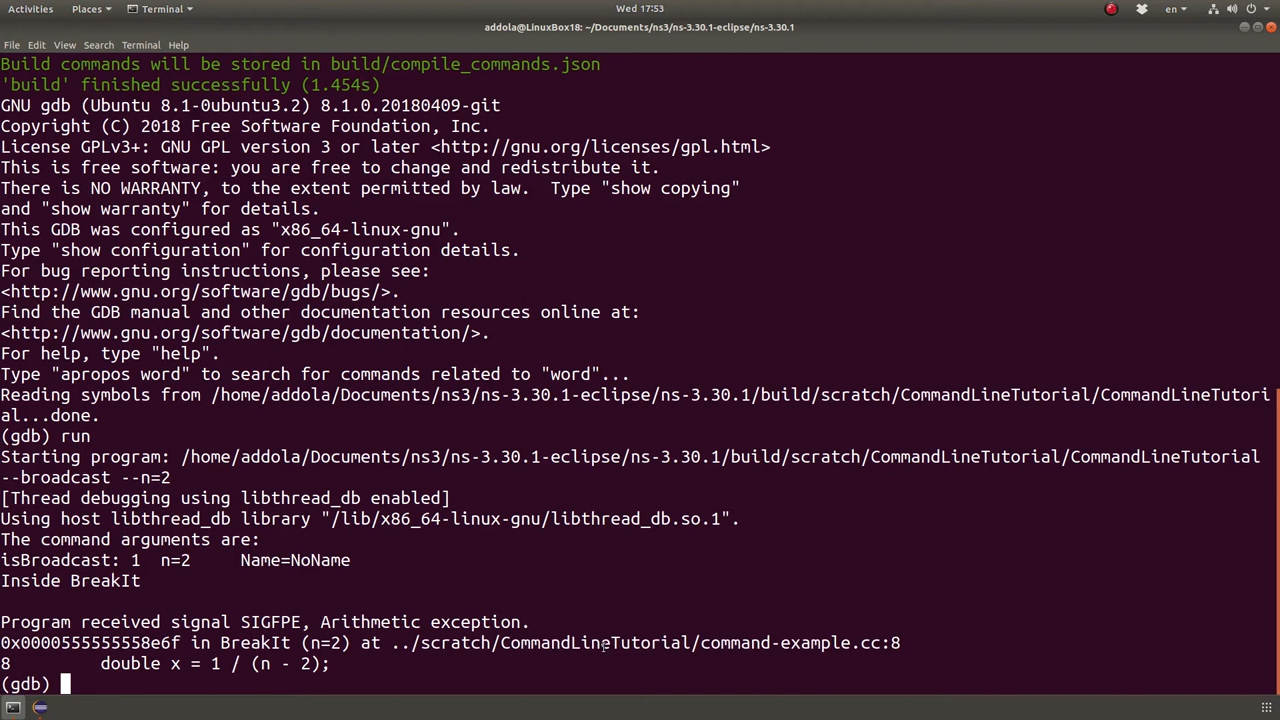 Activities Places Terminal Wed 17:53 en
addola@LinuxBox18: ~/Documents/ns3/ns-3.30.1-eclipse/ns-3.30.1
File Edit View Search Terminal Help
Build commands will be stored in build/compile_commands.json
'build' finished successfully (1.454s)
GNU gdb (Ubuntu 8.1-0ubuntu3.2) 8.1.0.20180409-git
Copyright (C) 2018 Free Software Foundation, Inc.
License GPLv3+: GNU GPL version 3 or later <http://gnu.org/licenses/gpl.html>
This is free software: you are free to change and redistribute it.
There is NO WARRANTY, to the extent permitted by law.  Type "show copying"
and "show warranty" for details.
This GDB was configured as "x86_64-linux-gnu".
Type "show configuration" for configuration details.
For bug reporting instructions, please see:
<http://www.gnu.org/software/gdb/bugs/>.
Find the GDB manual and other documentation resources online at:
<http://www.gnu.org/software/gdb/documentation/>.
For help, type "help".
Type "apropos word" to search for commands related to "word"...
Reading symbols from /home/addola/Documents/ns3/ns-3.30.1-eclipse/ns-3.30.1/build/scratch/CommandLineTutorial/CommandLineTutori
al...done.
(gdb) run
Starting program: /home/addola/Documents/ns3/ns-3.30.1-eclipse/ns-3.30.1/build/scratch/CommandLineTutorial/CommandLineTutorial
--broadcast --n=2
[Thread debugging using libthread_db enabled]
Using host libthread_db library "/lib/x86_64-linux-gnu/libthread_db.so.1".
The command arguments are:
isBroadcast: 1  n=2     Name=NoName
Inside BreakIt
Program received signal SIGFPE, Arithmetic exception.
0x0000555555558e6f in BreakIt (n=2) at ../scratch/CommandLineTutorial/command-example.cc:8
8         double x = 1 / (n - 2);
(gdb)